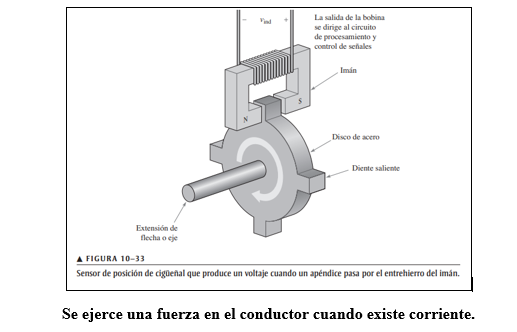 - vind +
La salida de la bobina
se dirige al circuito
de procesamiento y
control de señales
Imán
N
S
Disco de acero
Diente saliente
Extensión de
flecha o eje
▲ FIGURA 10–33
Sensor de posición de cigüeñal que produce un voltaje cuando un apéndice pasa por el entrehierro del imán.
Se ejerce una fuerza en el conductor cuando existe corriente.